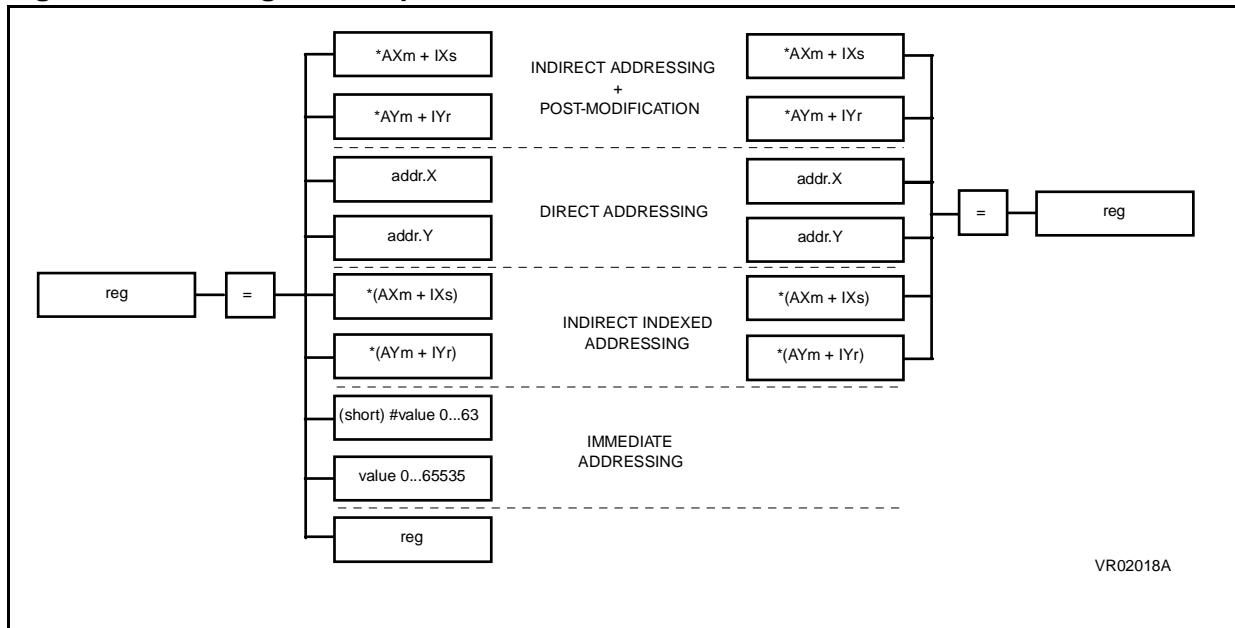 *AXm + IXs
*AYm + IYr
INDIRECT ADDRESSING
+
POST-MODIFICATION
*AXm + IXs
*AYm + IYr
addr.X
addr.Y
DIRECT ADDRESSING
addr.X
addr.Y
=
reg
reg
=
*(AXm + IXs)
*(AYm + IYr)
INDIRECT INDEXED
ADDRESSING
*(AXm + IXs)
*(AYm + IYr)
(short) #value 0...63
value 0...65535
IMMEDIATE
ADDRESSING
reg
VR02018A